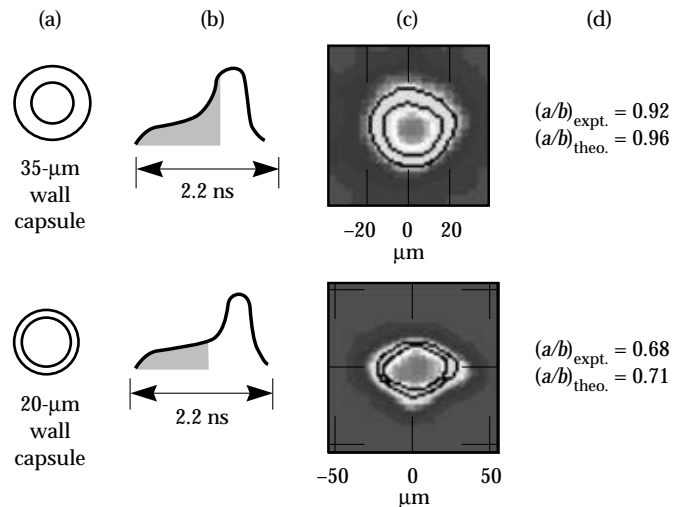 (a)
(b)
(c)
(d)
35-μm
wall
capsule
2.2 ns
–20 0 20
μm
(a/b)expt. = 0.92
(a/b)theo. = 0.96
20-μm
wall
capsule
2.2 ns
–50 0 50
μm
(a/b)expt. = 0.68
(a/b)theo. = 0.71